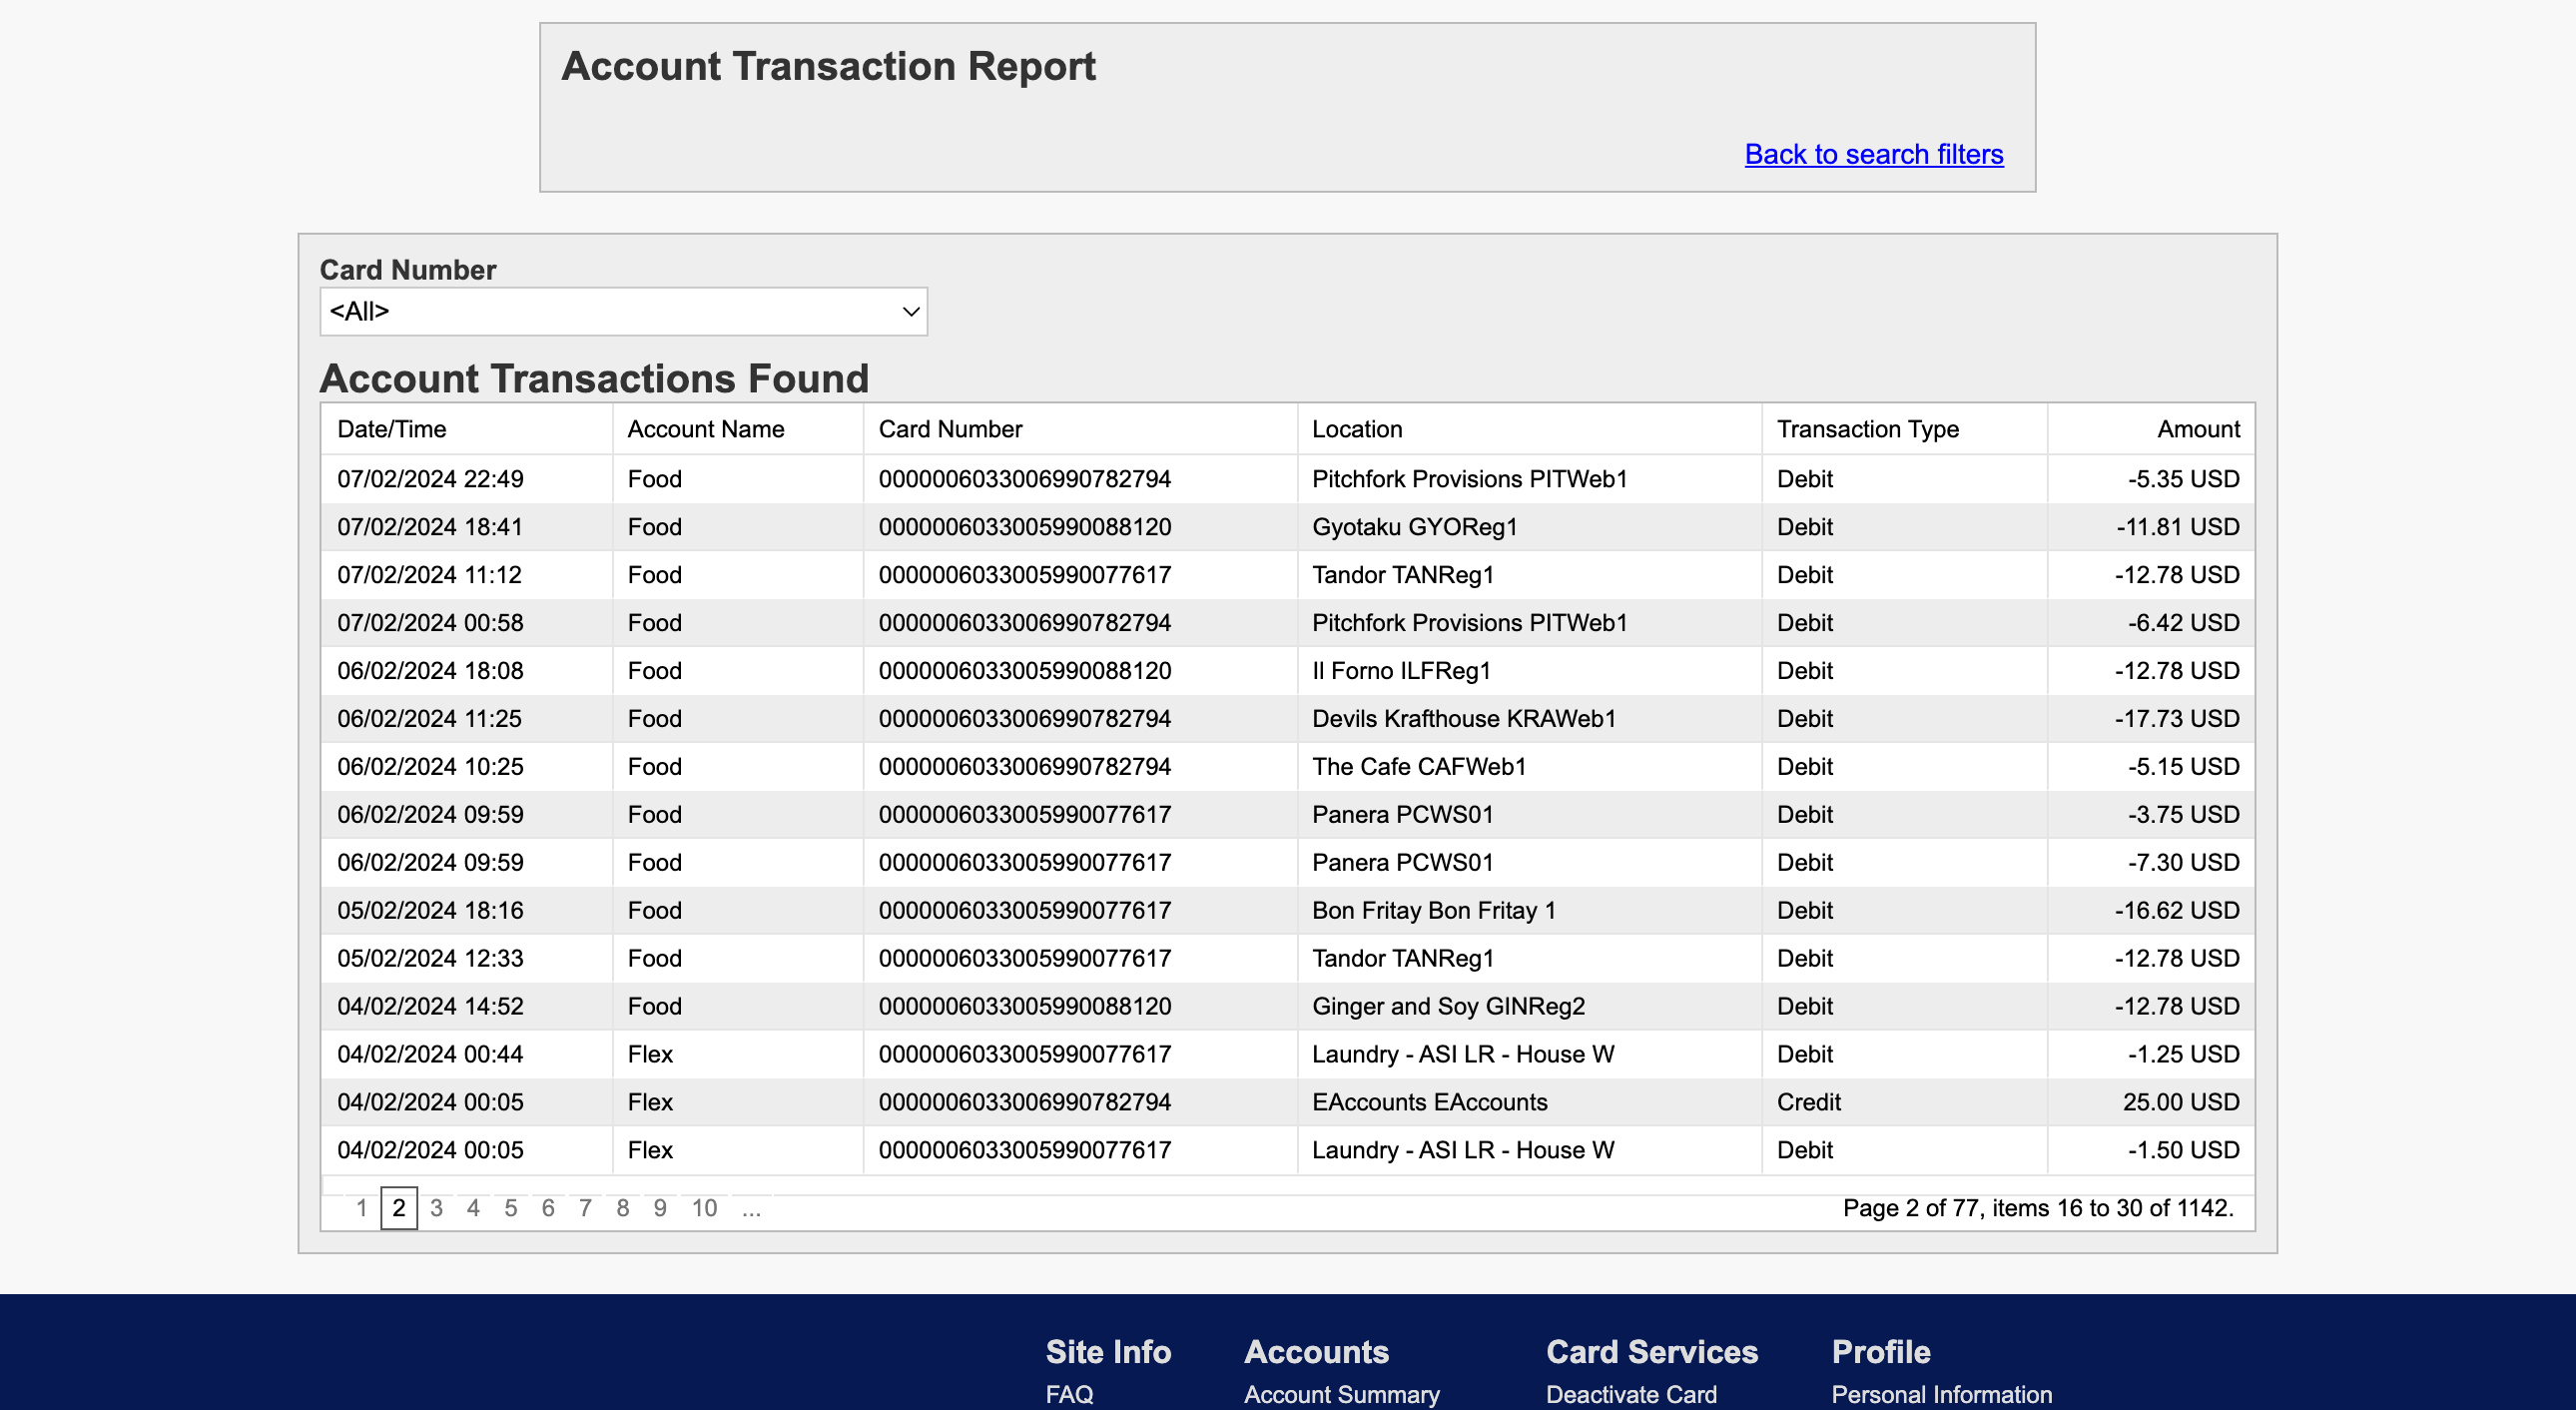 Account Transaction Report
Back to search filters
Card Number
<All>
Account Transactions Found
Date/Time Account Name Card Number Location Transaction Type Amount
07/02/2024 22:49 Food 0000006033006990782794 Pitchfork Provisions PITWeb1 Debit -5.35 USD
07/02/2024 18:41 Food 0000006033005990088120 Gyotaku GYOReg1 Debit -11.81 USD
07/02/2024 11:12 Food 0000006033005990077617 Tandor TANReg1 Debit -12.78 USD
07/02/2024 00:58 Food 0000006033006990782794 Pitchfork Provisions PITWeb1 Debit -6.42 USD
06/02/2024 18:08 Food 0000006033005990088120 Il Forno ILFReg1 Debit -12.78 USD
06/02/2024 11:25 Food 0000006033006990782794 Devils Krafthouse KRAWeb1 Debit -17.73 USD
06/02/2024 10:25 Food 0000006033006990782794 The Cafe CAFWeb1 Debit -5.15 USD
06/02/2024 09:59 Food 0000006033005990077617 Panera PCWS01 Debit -3.75 USD
06/02/2024 09:59 Food 0000006033005990077617 Panera PCWS01 Debit -7.30 USD
05/02/2024 18:16 Food 0000006033005990077617 Bon Fritay Bon Fritay 1 Debit -16.62 USD
05/02/2024 12:33 Food 0000006033005990077617 Tandor TANReg1 Debit -12.78 USD
04/02/2024 14:52 Food 0000006033005990088120 Ginger and Soy GINReg2 Debit -12.78 USD
04/02/2024 00:44 Flex 0000006033005990077617 Laundry - ASI LR - House W Debit -1.25 USD
04/02/2024 00:05 Flex 0000006033006990782794 EAccounts EAccounts Credit 25.00 USD
04/02/2024 00:05 Flex 0000006033005990077617 Laundry - ASI LR - House W Debit -1.50 USD
1 2 3 4 5 6 7 8 9 10 ... Page 2 of 77, items 16 to 30 of 1142.
Site Info Accounts Card Services Profile
FAQ Account Summary Deactivate Card Personal Information